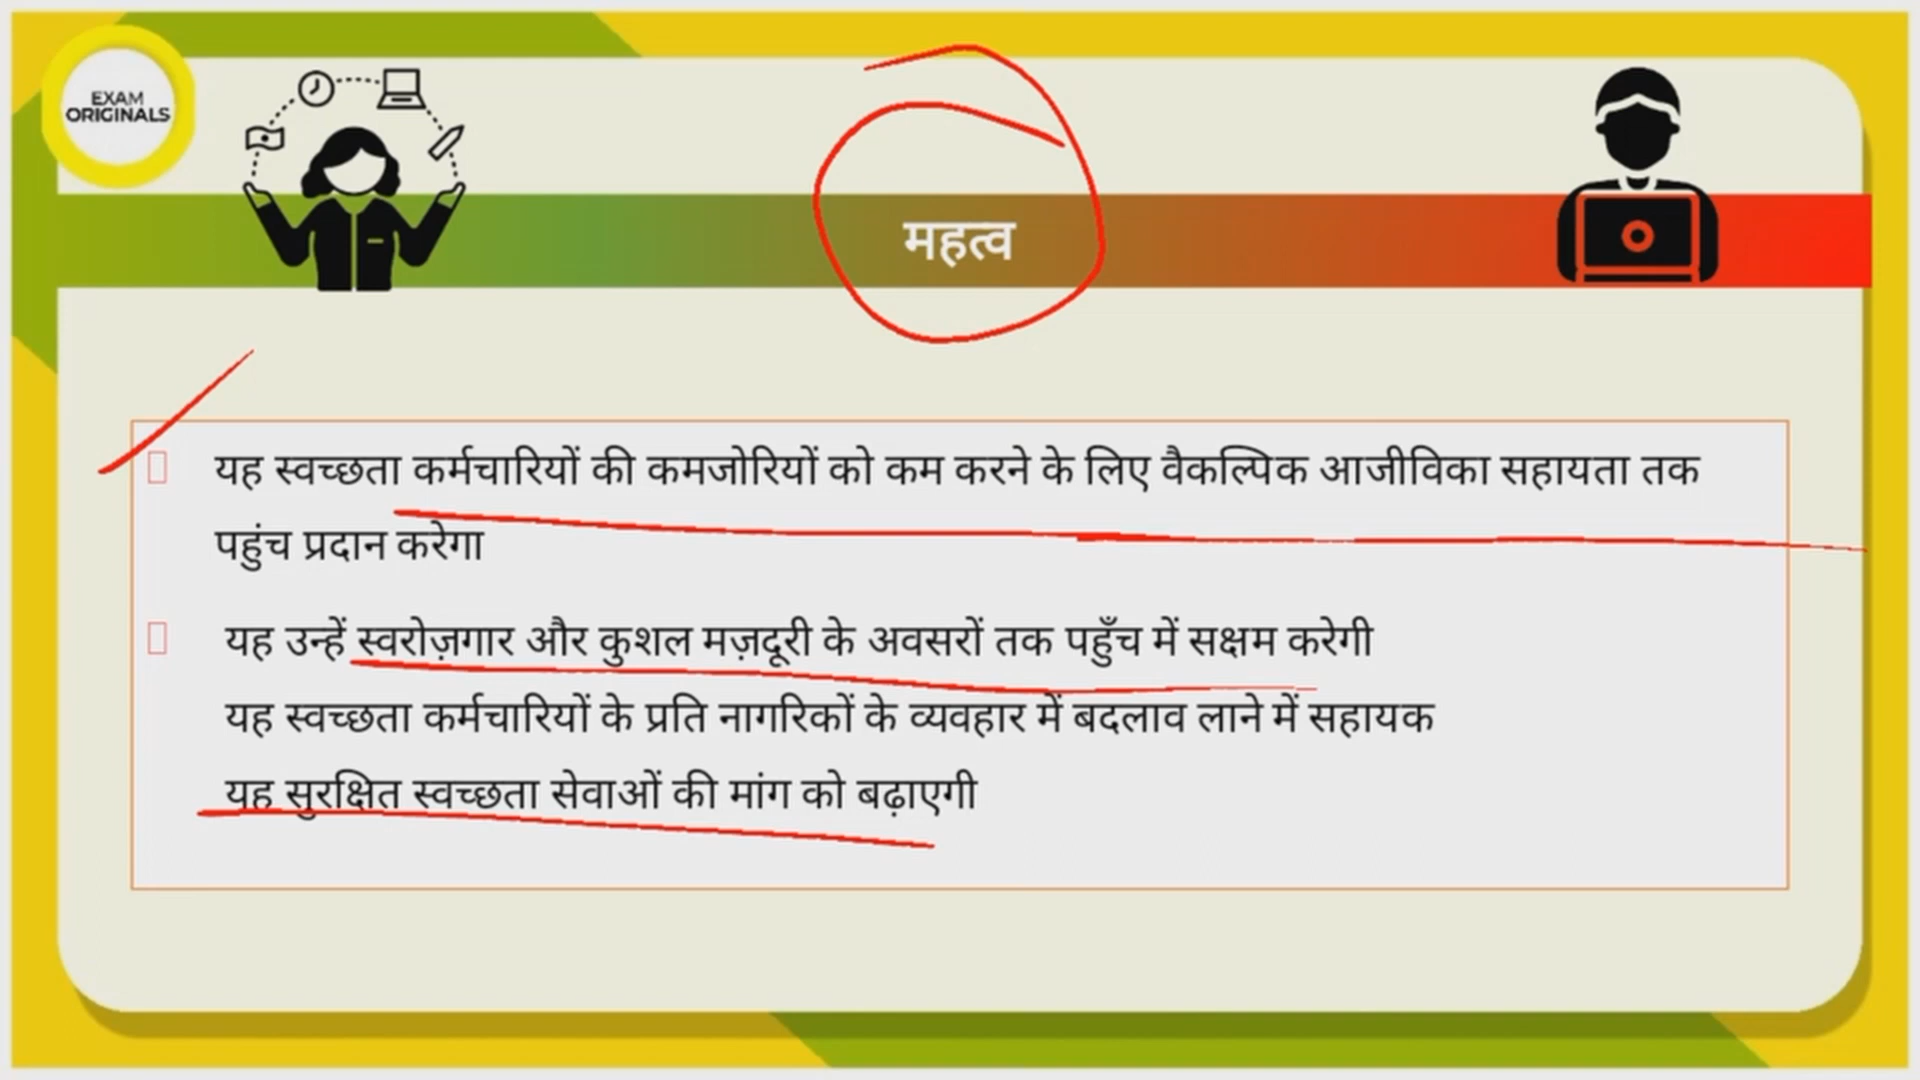 EXAM
ORIGINALS
महत्व
यह स्वच्छता कर्मचारियों की कमजोरियों को कम करने के लिए वैकल्पिक आजीविका सहायता तक
पहुंच प्रदान करेगा
यह उन्हें स्वरोज़गार और कुशल मज़दूरी के अवसरों तक पहुँच में सक्षम करेगी
यह स्वच्छता कर्मचारियों के प्रति नागरिकों के व्यवहार में बदलाव लाने में सहायक
यह सुरक्षित स्वच्छता सेवाओं की मांग को बढ़ाएगी